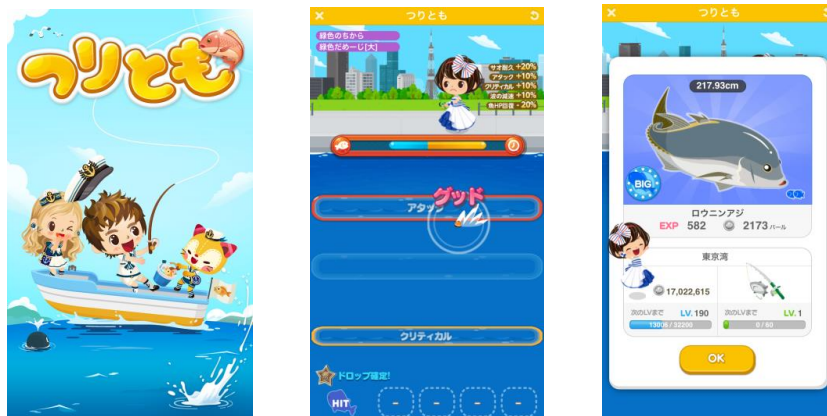 つりとも
× つりとも
緑色のちから
緑色だめーじ[大]
サオ耐久 +20%
アタック +10%
クリティカル +10%
波の減速 +10%
魚HP回復 - 20%
グッド
アタック
クリティカル
ドロップ確定!
HIT - - - -
× つりとも
217.93cm
BIG
ロウニンアジ
EXP 582 2173 パール
東京湾
17,022,615
次のLVまで LV.190
13005 / 32200
次のLVまで LV.1
0 / 60
OK